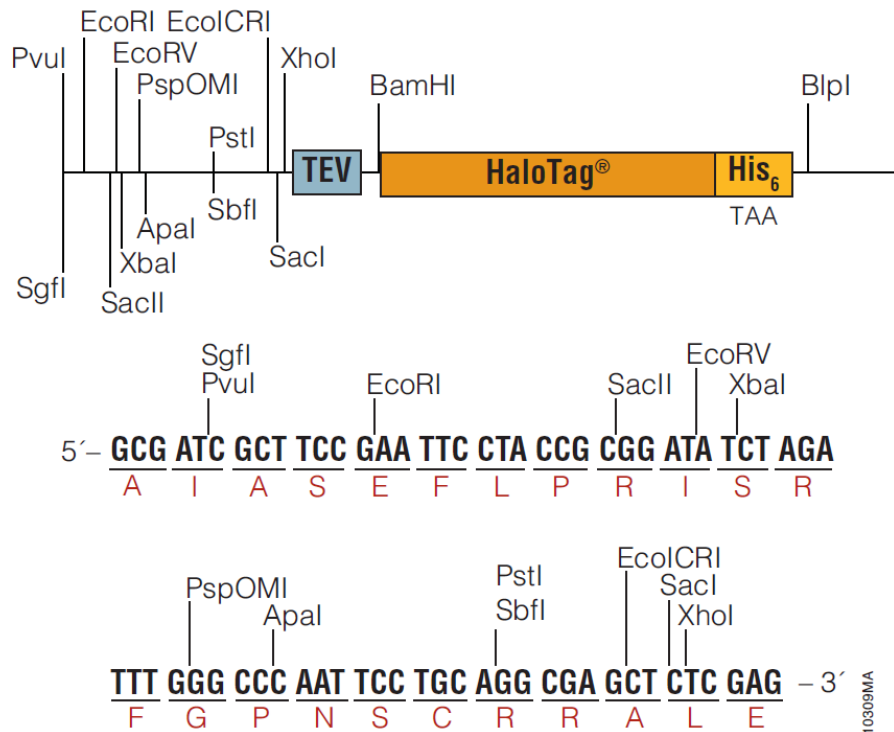 EcoRI EcoICRI
PvuI EcoRV XhoI
PspOMI BamHI BlpI
PstI
TEV HaloTag® His₆
SbfI TAA
ApaI
XbaI SacI
SgfI SacII
SgfI EcoRV
PvuI EcoRI SacII XbaI
5´– GCG ATC GCT TCC GAA TTC CTA CCG CGG ATA TCT AGA
A I A S E F L P R I S R
EcoICRI
PspOMI PstI SacI
ApaI SbfI XhoI
TTT GGG CCC AAT TCC TGC AGG CGA GCT CTC GAG – 3´
F G P N S C R R A L E
10309MA